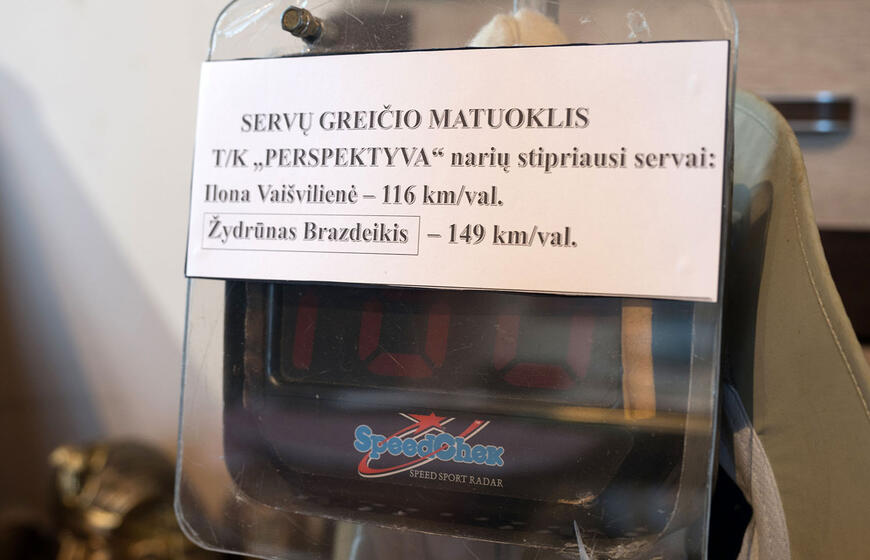 SERVŲ GREIČIO MATUOKLIS
T/K „PERSPEKTYVA“ narių stipriausi servai:
Ilona Vaišvilienė – 116 km/val.
Žydrūnas Brazdeikis – 149 km/val.
SpeedChek
SPEED SPORT RADAR